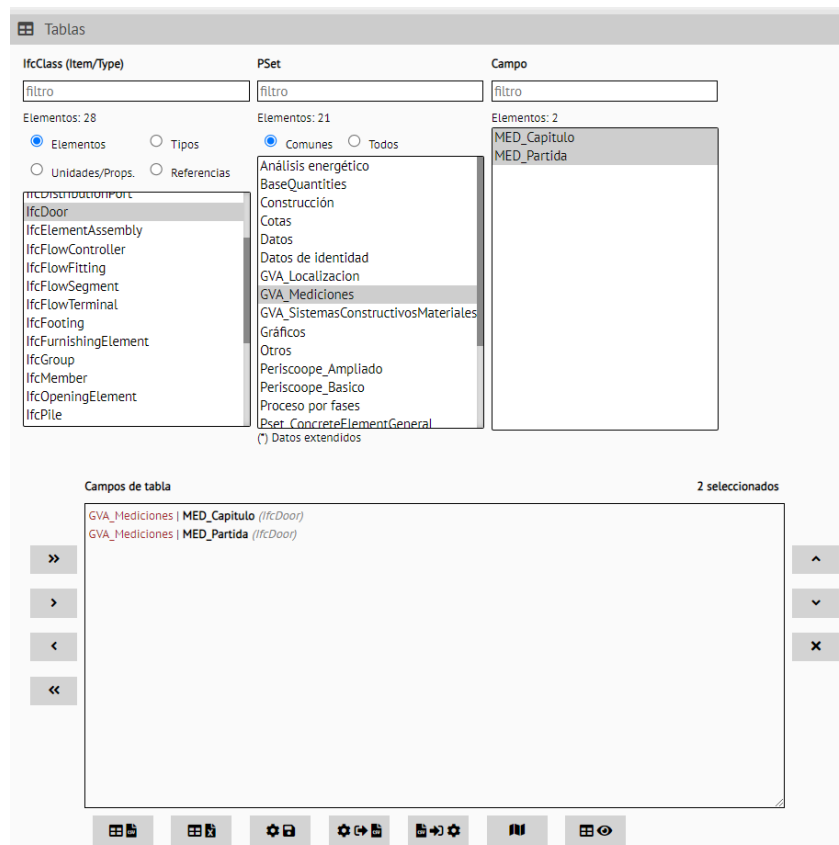 Tablas
IfcClass (Item/Type)
filtro
Elementos: 28
Elementos
Tipos
Unidades/Props.
Referencias
IfcDistributionPort
IfcDoor
IfcElementAssembly
IfcFlowController
IfcFlowFitting
IfcFlowSegment
IfcFlowTerminal
IfcFooting
IfcFurnishingElement
IfcGroup
IfcMember
IfcOpeningElement
IfcPile
PSet
filtro
Elementos: 21
Comunes
Todos
Análisis energético
BaseQuantities
Construcción
Cotas
Datos
Datos de identidad
GVA_Localizacion
GVA_Mediciones
GVA_SistemasConstructivosMateriales
Gráficos
Otros
Periscoope_Ampliado
Periscoope_Basico
Proceso por fases
Pset_ConcreteElementGeneral
(*) Datos extendidos
Campo
filtro
Elementos: 2
MED_Capitulo
MED_Partida
Campos de tabla
2 seleccionados
GVA_Mediciones | MED_Capitulo (IfcDoor)
GVA_Mediciones | MED_Partida (IfcDoor)